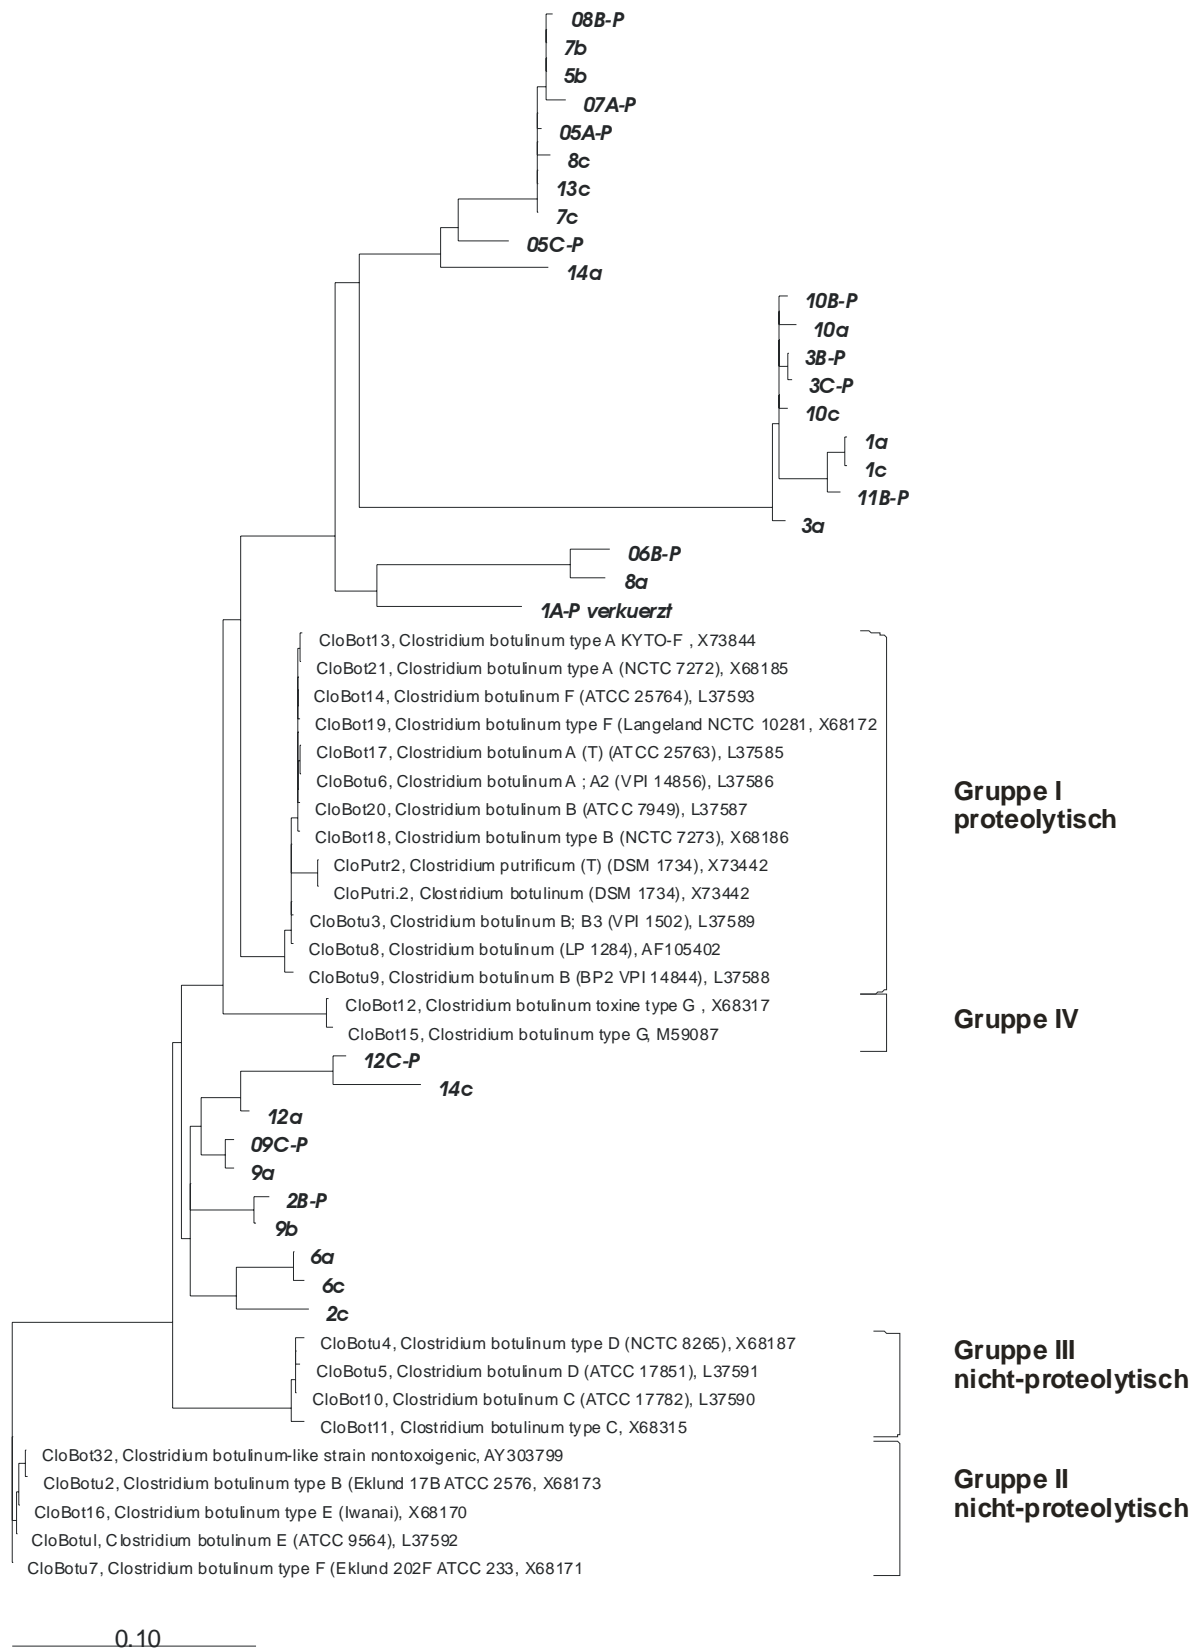 08B-P
7b
5b
07A-P
05A-P
8c
13c
7c
05C-P
14a
10B-P
10a
3B-P
3C-P
10c
1a
1c
11B-P
3a
06B-P
8a
1A-P verkuerzt
CloBot13, Clostridium botulinum type A KYTO-F , X73844
CloBot21, Clostridium botulinum type A (NCTC 7272), X68185
CloBot14, Clostridium botulinum F (ATCC 25764), L37593
CloBot19, Clostridium botulinum type F (Langeland NCTC 10281, X68172
CloBot17, Clostridium botulinum A (T) (ATCC 25763), L37585
CloBotu6, Clostridium botulinum A ; A2 (VPI 14856), L37586
CloBot20, Clostridium botulinum B (ATCC 7949), L37587
CloBot18, Clostridium botulinum type B (NCTC 7273), X68186
CloPutr2, Clostridium putrificum (T) (DSM 1734), X73442
CloPutri.2, Clostridium botulinum (DSM 1734), X73442
CloBotu3, Clostridium botulinum B; B3 (VPI 1502), L37589
CloBotu8, Clostridium botulinum (LP 1284), AF105402
CloBotu9, Clostridium botulinum B (BP2 VPI 14844), L37588
Gruppe I
proteolytisch
CloBot12, Clostridium botulinum toxine type G , X68317
CloBot15, Clostridium botulinum type G, M59087
Gruppe IV
12C-P
14c
12a
09C-P
9a
2B-P
9b
6a
6c
2c
CloBotu4, Clostridium botulinum type D (NCTC 8265), X68187
CloBotu5, Clostridium botulinum D (ATCC 17851), L37591
CloBot10, Clostridium botulinum C (ATCC 17782), L37590
CloBot11, Clostridium botulinum type C, X68315
Gruppe III
nicht-proteolytisch
CloBot32, Clostridium botulinum-like strain nontoxoigenic, AY303799
CloBotu2, Clostridium botulinum type B (Eklund 17B ATCC 2576, X68173
CloBot16, Clostridium botulinum type E (Iwanai), X68170
CloBotul, Clostridium botulinum E (ATCC 9564), L37592
CloBotu7, Clostridium botulinum type F (Eklund 202F ATCC 233, X68171
Gruppe II
nicht-proteolytisch
0.10